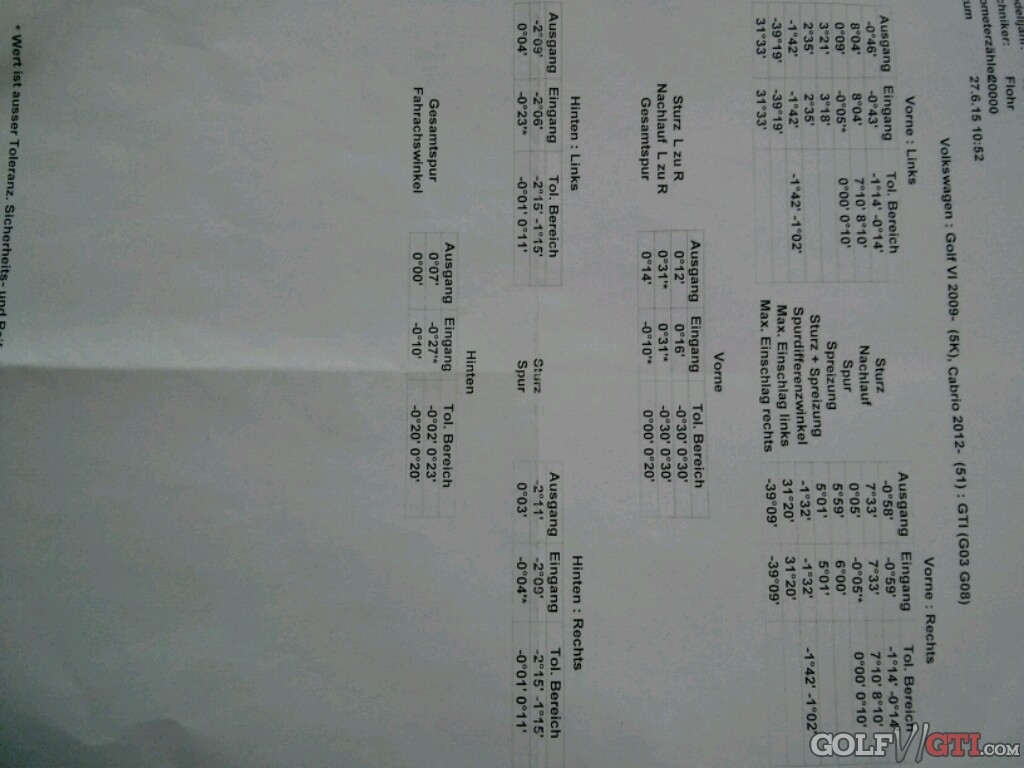 Flohr
20000
27.6.15 10:52
Volkswagen : Golf VI 2009- (5K), Cabrio 2012- (51) : GTI (G03 G08)
Vorne : Links Vorne : Rechts
Ausgang Eingang Tol. Bereich Ausgang Eingang Tol. Bereich
-0°46' -0°43' -1°14' -0°14' Sturz -0°58' -0°59' -1°14' -0°14'
8°04' 8°04' 7°10' 8°10' Nachlauf 7°33' 7°33' 7°10' 8°10'
0°09' -0°05'* 0°00' 0°10' Spur 0°05' -0°05'* 0°00' 0°10'
3°21' 3°18' Spreizung 5°59' 6°00'
2°35' 2°35' Sturz + Spreizung 5°01' 5°01'
-1°42' -1°42' -1°42' -1°02' Spurdifferenzwinkel -1°32' -1°32' -1°42' -1°02'
-39°19' -39°19' Max. Einschlag links 31°20' 31°20'
31°33' 31°33' Max. Einschlag rechts -39°09' -39°09'
Vorne
Ausgang Eingang Tol. Bereich
Sturz L zu R 0°12' 0°16' -0°30' 0°30'
Nachlauf L zu R 0°31'* 0°31'* -0°30' 0°30'
Gesamtspur 0°14' -0°10'* 0°00' 0°20'
Hinten : Links Hinten : Rechts
Ausgang Eingang Tol. Bereich Ausgang Eingang Tol. Bereich
-2°09' -2°06' -2°15' -1°15' Sturz -2°11' -2°09' -2°15' -1°15'
0°04' -0°23'* -0°01' 0°11' Spur 0°03' -0°04'* -0°01' 0°11'
Hinten
Ausgang Eingang Tol. Bereich
Gesamtspur 0°07' -0°27'* -0°02' 0°23'
Fahrachswinkel 0°00' -0°10' -0°20' 0°20'
* Wert ist ausser Toleranz. Sicherheits- und
GOLFVIGTI.COM